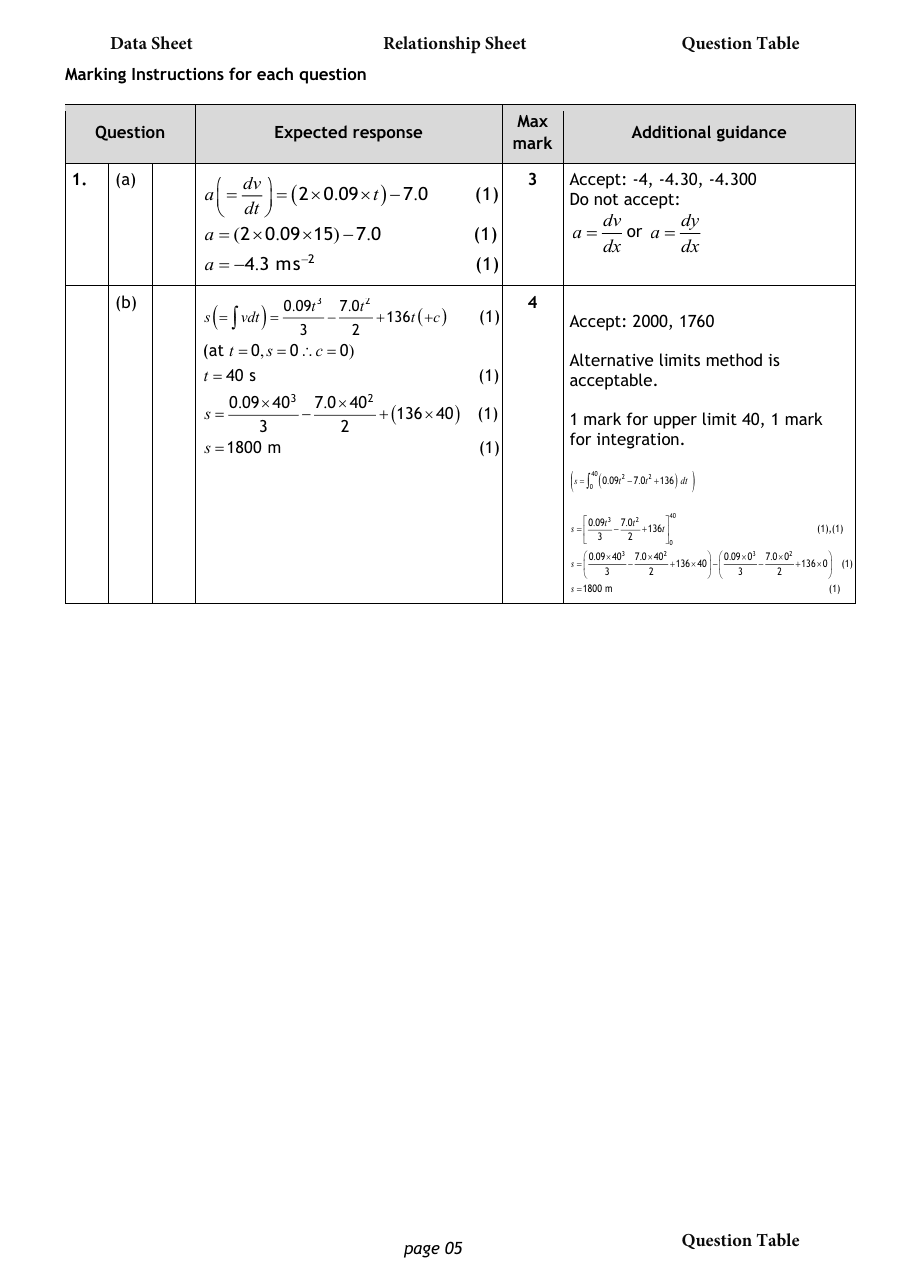 Data Sheet Relationship Sheet Question Table
Marking Instructions for each question
Question Expected response Max mark Additional guidance
1. (a) 3
a(= dv/dt) = (2×0.09×t)−7.0 (1)
a = (2×0.09×15)−7.0 (1)
a = −4.3 ms⁻² (1)
Accept: -4, -4.30, -4.300
Do not accept:
a = dv/dx or a = dy/dx
(b) 4
s(= ∫vdt) = 0.09t³/3 − 7.0t²/2 +136t(+c) (1)
(at t = 0, s = 0 ∴ c = 0)
t = 40 s (1)
s = 0.09×40³/3 − 7.0×40²/2 + (136×40) (1)
s = 1800 m (1)
Accept: 2000, 1760
Alternative limits method is
acceptable.
1 mark for upper limit 40, 1 mark
for integration.
(s = ∫₀⁴⁰(0.09t² −7.0t² +136) dt)
s = [0.09t³/3 − 7.0t²/2 +136t]₀⁴⁰ (1),(1)
s = (0.09×40³/3 − 7.0×40²/2 +136×40) − (0.09×0³/3 − 7.0×0²/2 +136×0) (1)
s = 1800 m (1)
page 05
Question Table